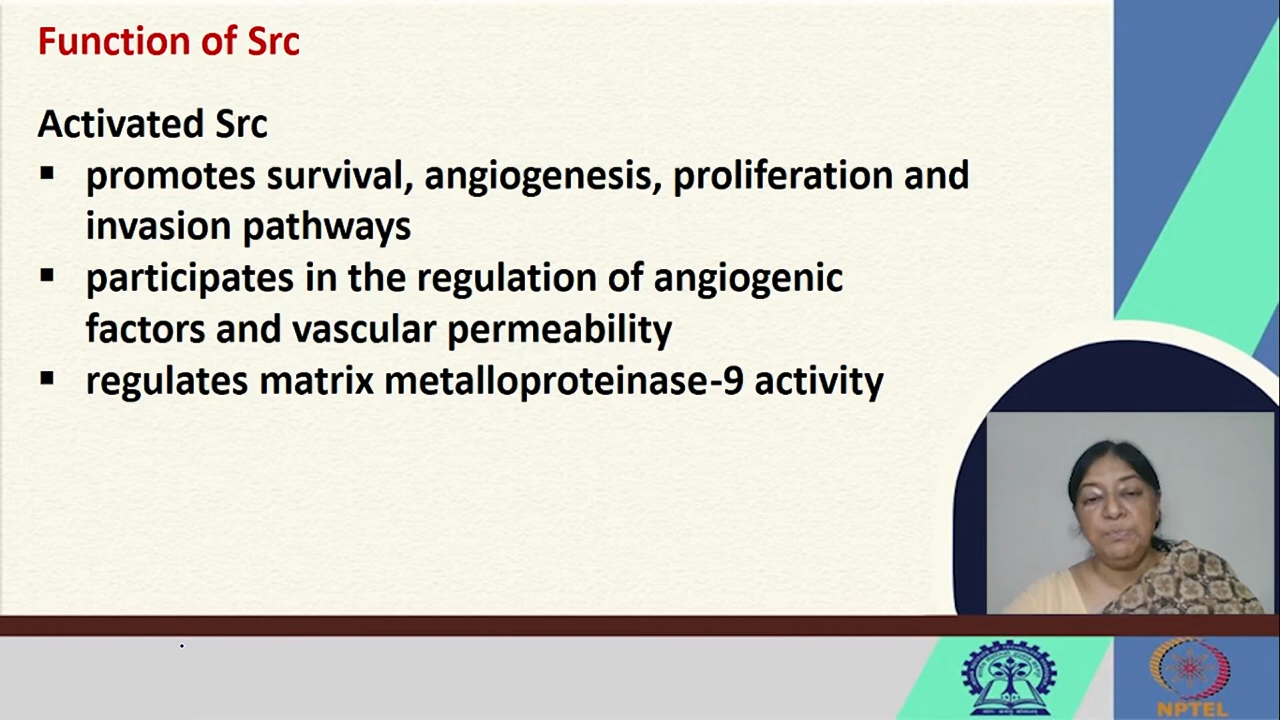 Function of Src
Activated Src
▪ promotes survival, angiogenesis, proliferation and
invasion pathways
▪ participates in the regulation of angiogenic
factors and vascular permeability
▪ regulates matrix metalloproteinase-9 activity
NPTEL